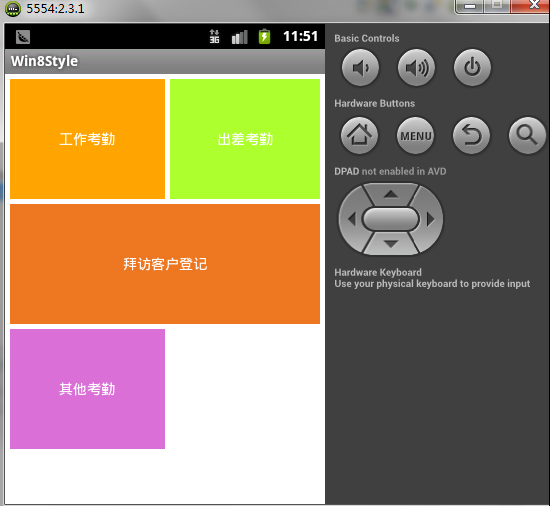 5554:2.3.1
3G
11:51
Win8Style
工作考勤
出差考勤
拜访客户登记
其他考勤
Basic Controls
Hardware Buttons
MENU
DPAD not enabled in AVD
Hardware Keyboard
Use your physical keyboard to provide input